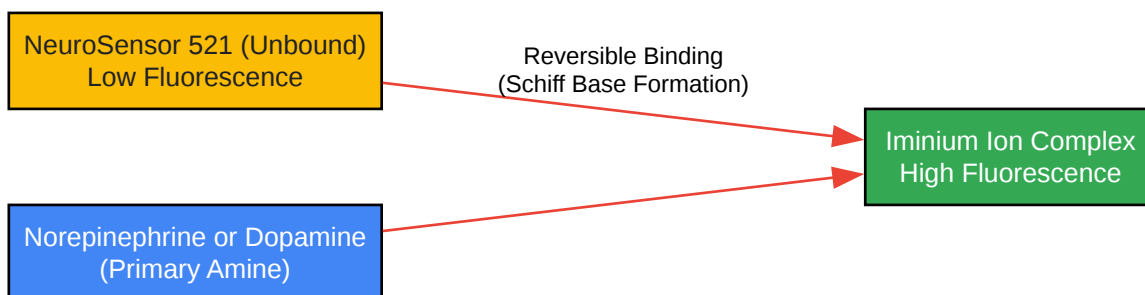 NeuroSensor 521 (Unbound)
Low Fluorescence
Reversible Binding
(Schiff Base Formation)
Iminium Ion Complex
High Fluorescence
Norepinephrine or Dopamine
(Primary Amine)